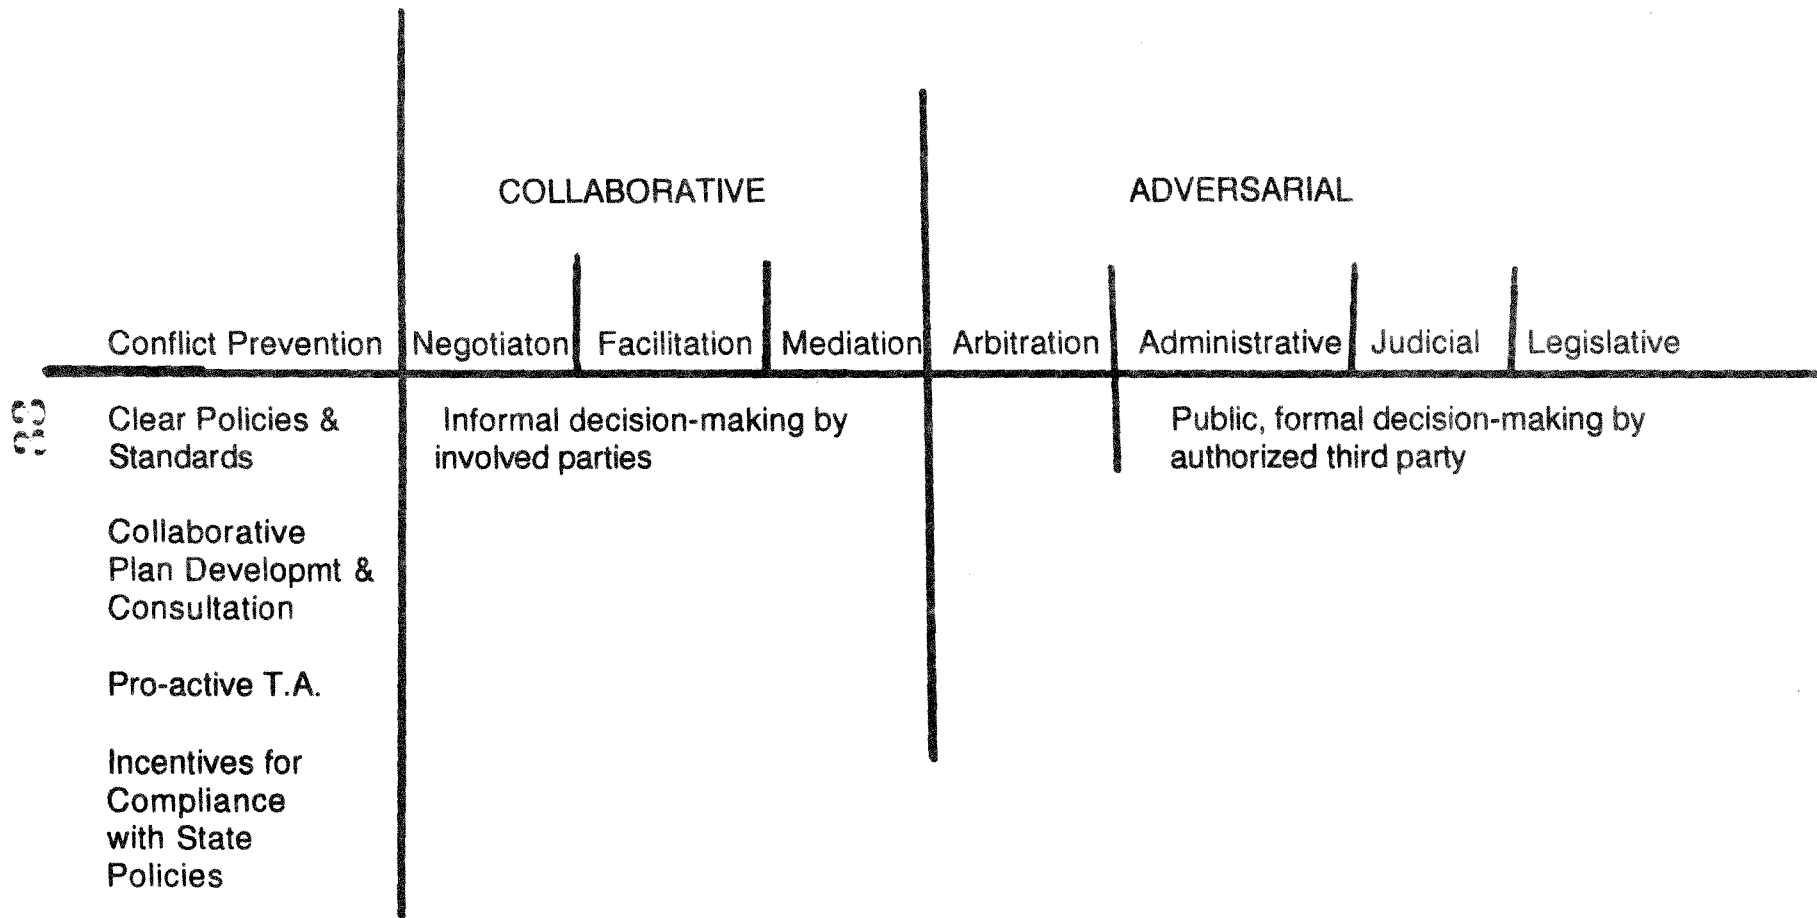 COLLABORATIVE
ADVERSARIAL
Conflict Prevention Negotiaton Facilitation Mediation Arbitration Administrative Judicial Legislative
Clear Policies &
Standards
Informal decision-making by
involved parties
Public, formal decision-making by
authorized third party
Collaborative
Plan Developmt &
Consultation
Pro-active T.A.
Incentives for
Compliance
with State
Policies